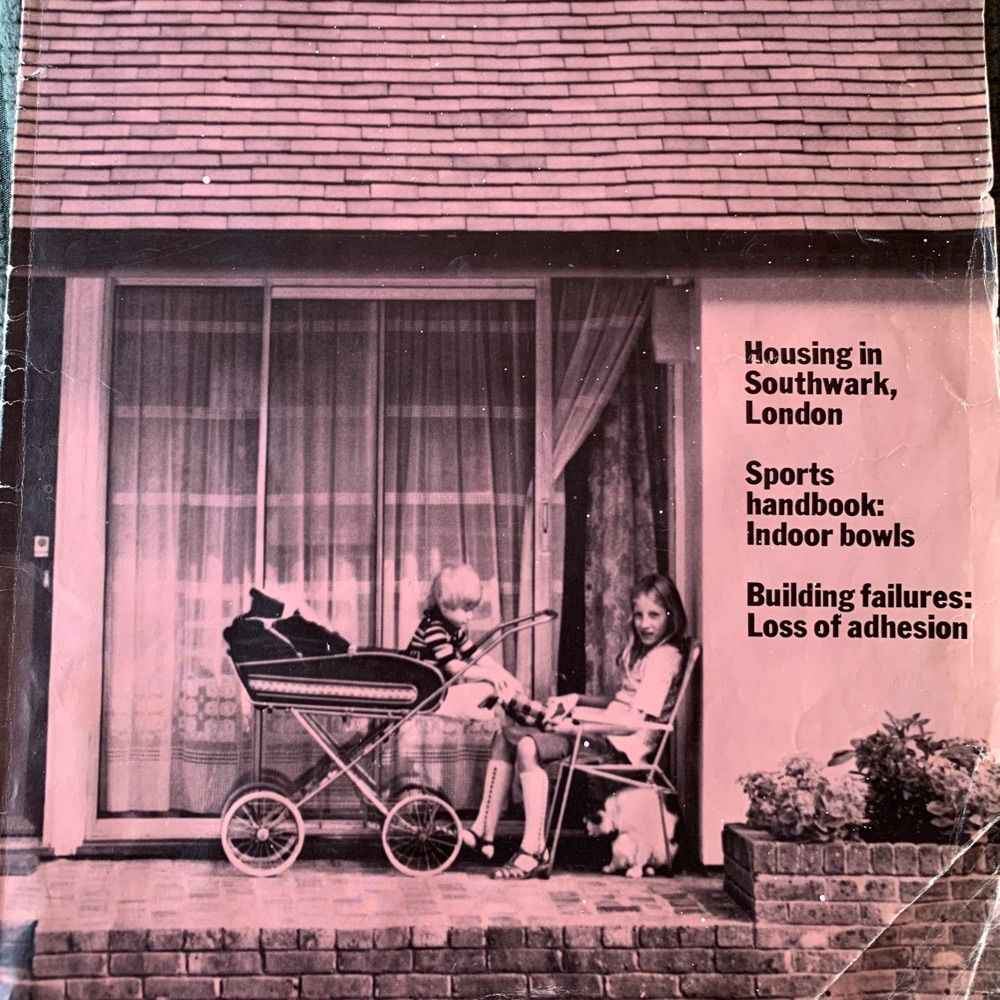 Housing in
Southwark,
London
Sports
handbook:
Indoor bowls
Building failures:
Loss of adhesion